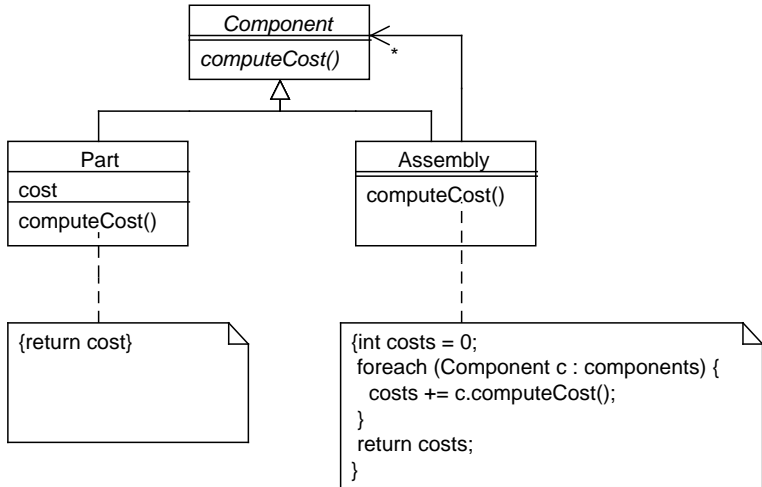 Component
computeCost()
*
Part
cost
computeCost()
Assembly
computeCost()
{return cost}
{int costs = 0;
foreach (Component c : components) {
costs += c.computeCost();
}
return costs;
}